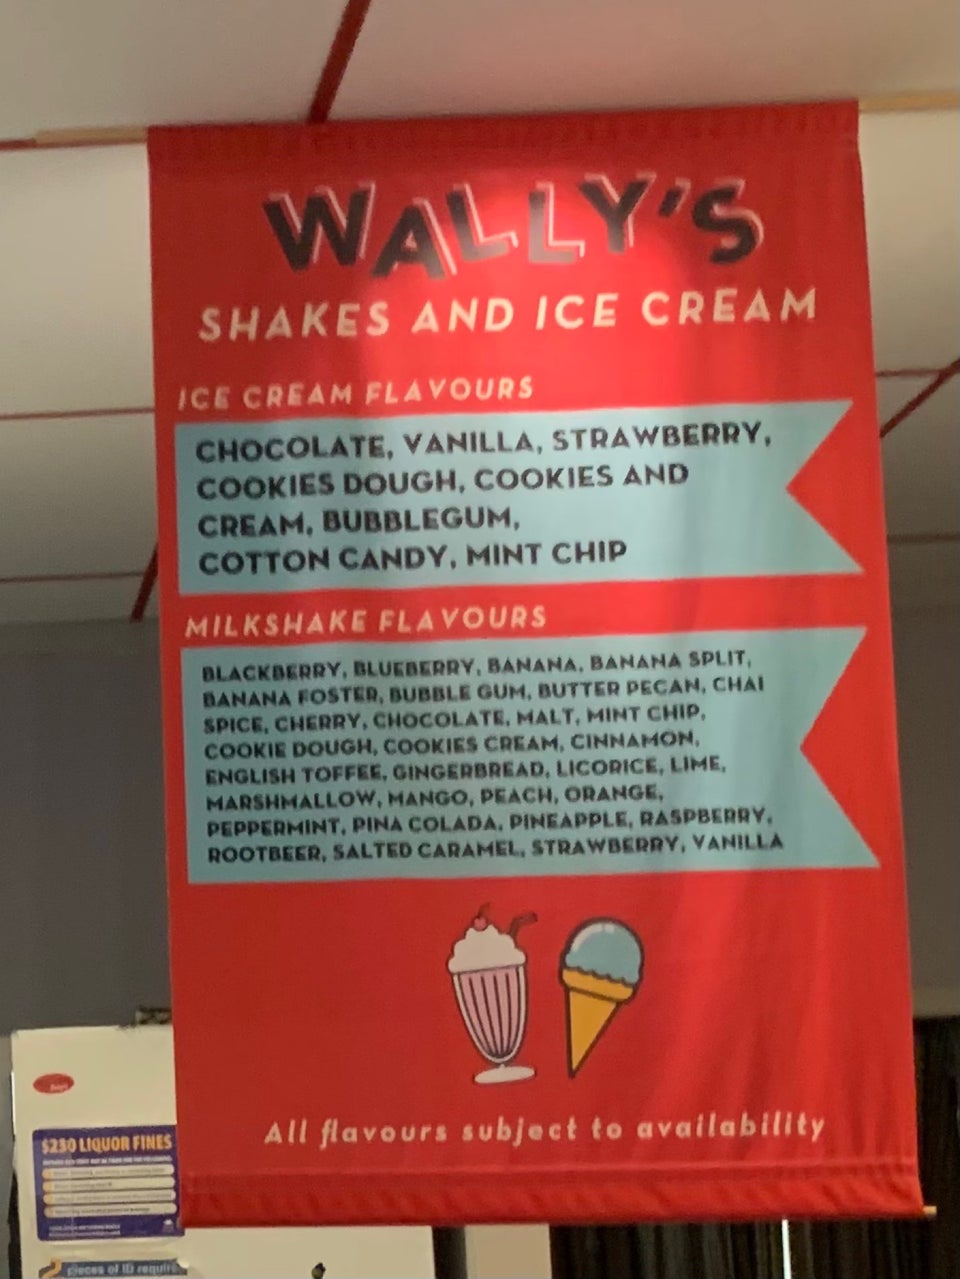 WALLY'S
SHAKES AND ICE CREAM
ICE CREAM FLAVOURS
CHOCOLATE, VANILLA, STRAWBERRY,
COOKIES DOUGH, COOKIES AND
CREAM, BUBBLEGUM,
COTTON CANDY, MINT CHIP
MILKSHAKE FLAVOURS
BLACKBERRY, BLUEBERRY, BANANA, BANANA SPLIT,
BANANA FOSTER, BUBBLE GUM, BUTTER PECAN, CHAI
SPICE, CHERRY, CHOCOLATE, MALT, MINT CHIP,
COOKIE DOUGH, COOKIES CREAM, CINNAMON,
ENGLISH TOFFEE, GINGERBREAD, LICORICE, LIME,
MARSHMALLOW, MANGO, PEACH, ORANGE,
PEPPERMINT, PINA COLADA, PINEAPPLE, RASPBERRY,
ROOTBEER, SALTED CARAMEL, STRAWBERRY, VANILLA
All flavours subject to availability
$230 LIQUOR FINES
pieces of ID